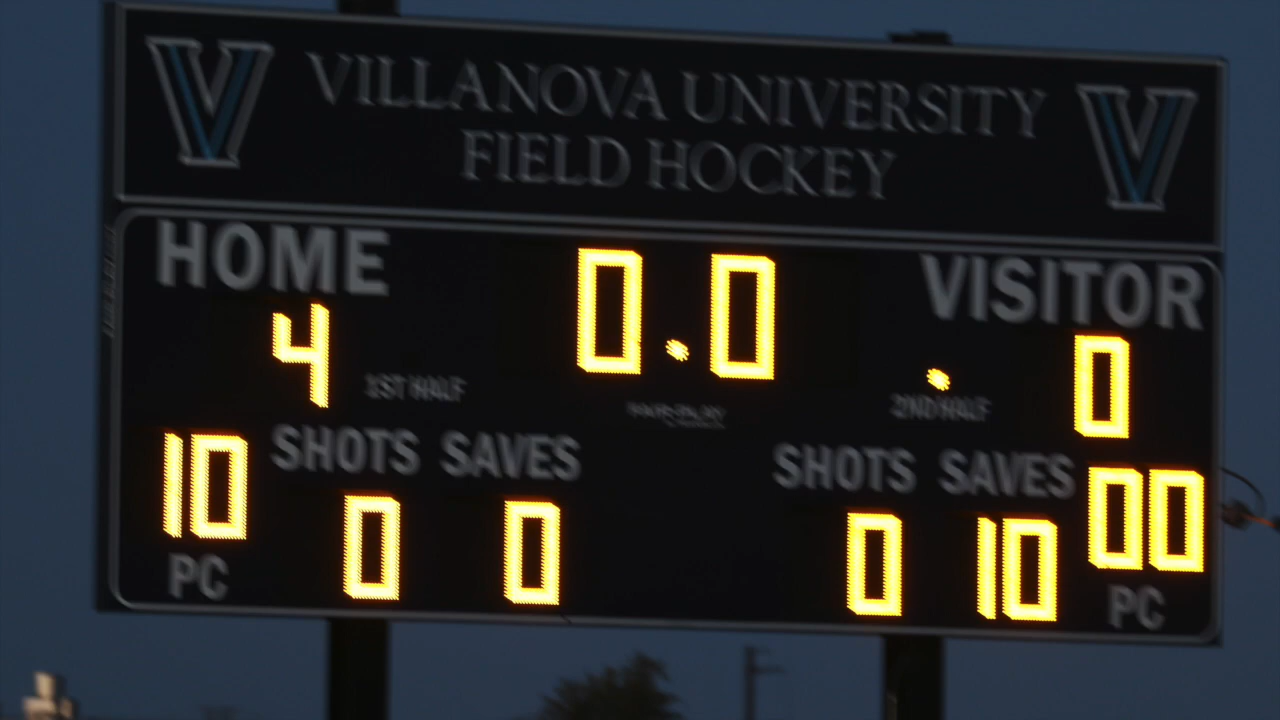 V VILLANOVA UNIVERSITY V
FIELD HOCKEY
HOME 0.0 VISITOR
4 1ST HALF . 2ND HALF 0
10 SHOTS SAVES SHOTS SAVES 00
0 0 0 10
PC PC